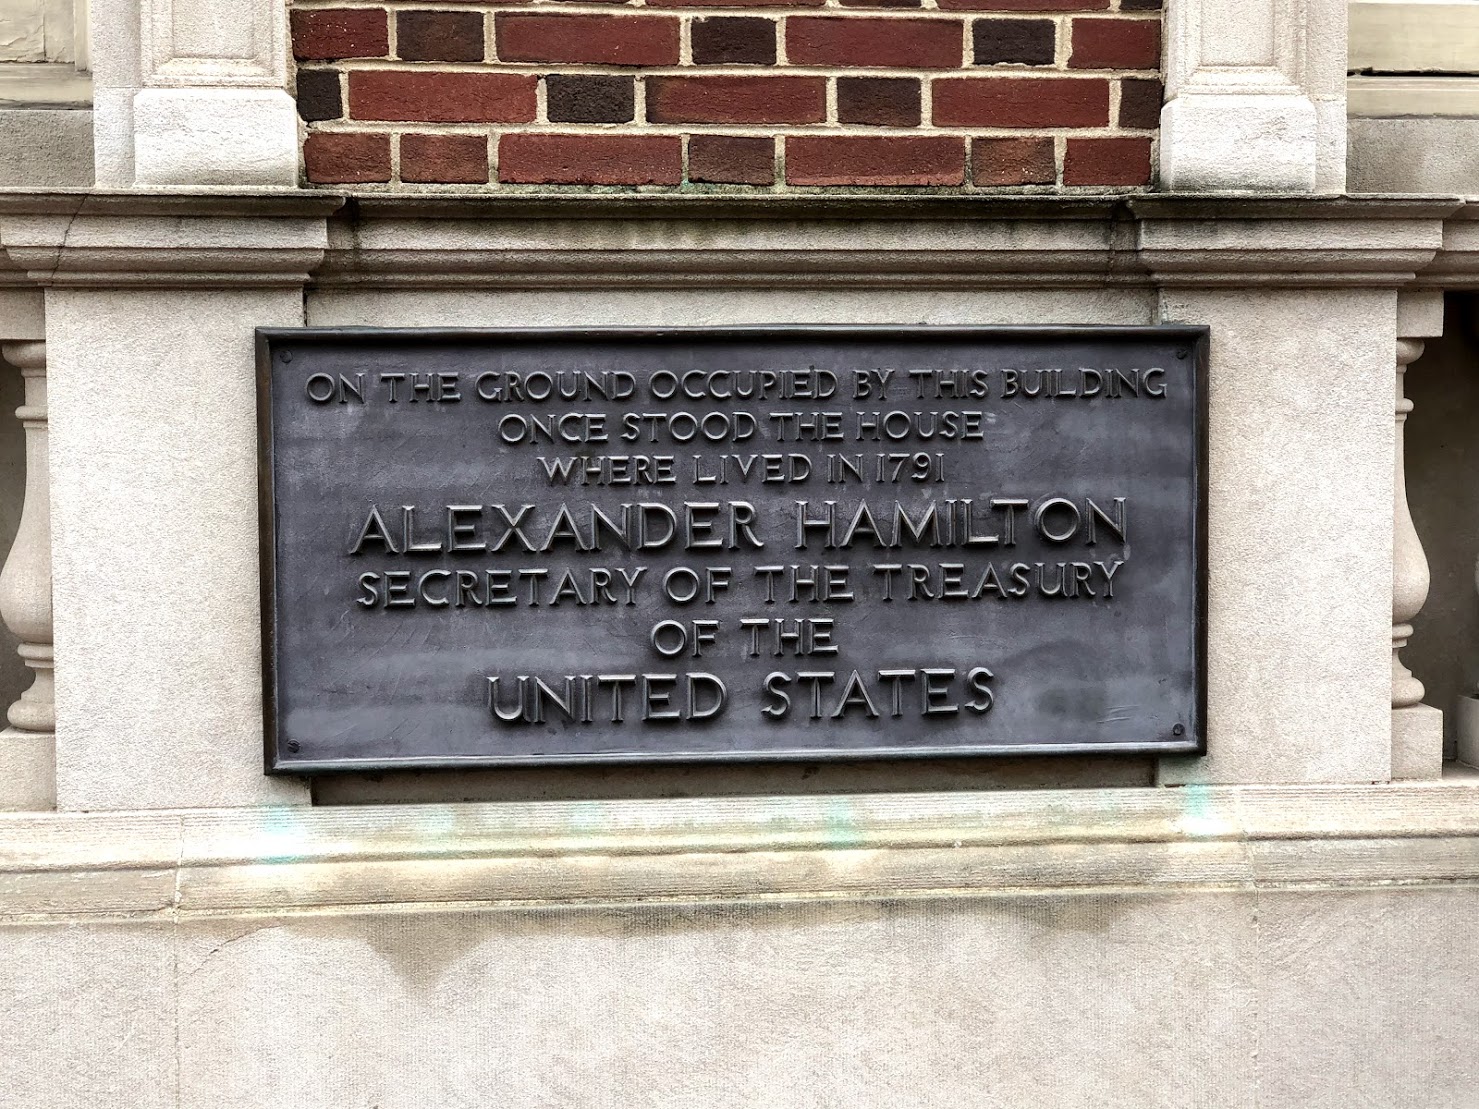 ON THE GROUND OCCUPIED BY THIS BUILDING
ONCE STOOD THE HOUSE
WHERE LIVED IN 1791
ALEXANDER HAMILTON
SECRETARY OF THE TREASURY
OF THE
UNITED STATES